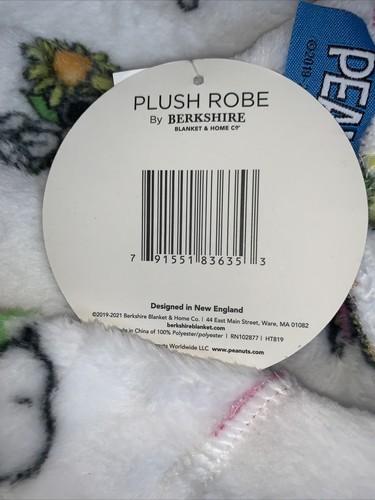 PLUSH ROBE
By BERKSHIRE
BLANKET & HOME CO®
7 91551 83635 3
Designed in New England
©2019-2021 Berkshire Blanket & Home Co. | 44 East Main Street, Ware, MA 01082
berkshireblanket.com
in China of 100% Polyester/polyester | RN102877 | HT819
Worldwide LLC www.peanuts.com
©2019